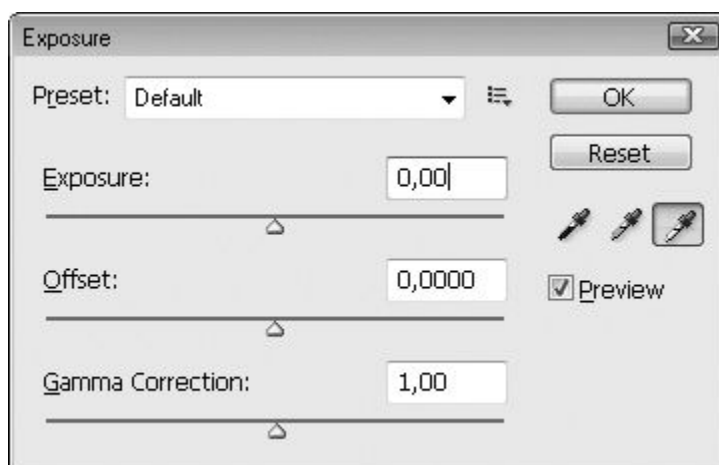 Exposure
Preset: Default
OK
Reset
Exposure: 0,00
Offset: 0,0000
Preview
Gamma Correction: 1,00